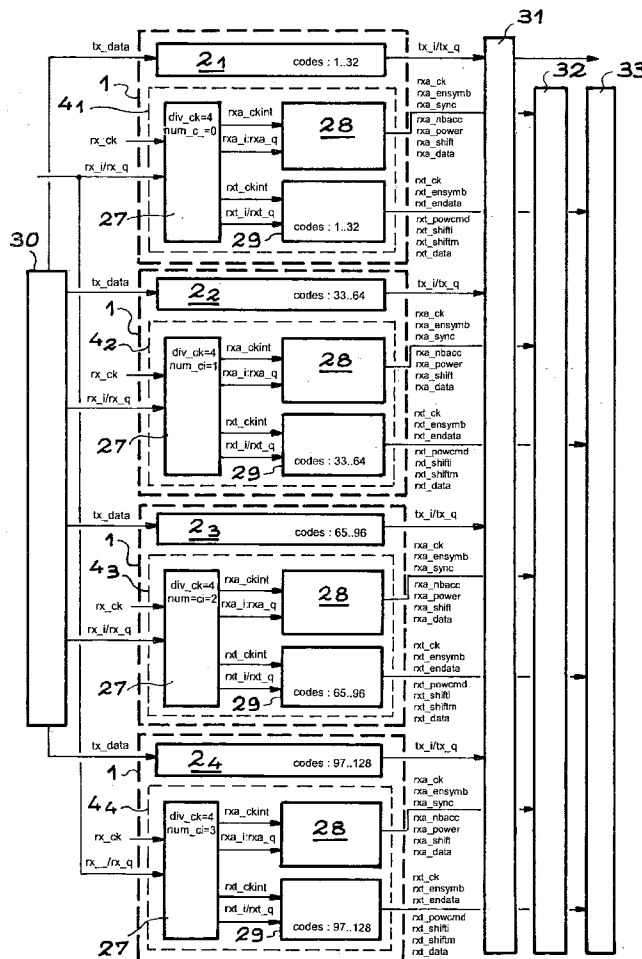 31
tx_data
2₁
codes : 1..32
tx_i/tx_q
32
33
1
4₁
div_ck=4
num_c_=0
rxa_ckint
rxa_i:rxa_q
28
rxa_ck
rxa_ensymb
rxa_sync
rxa_nbacc
rxa_power
rxa_shift
rxa_data
rx_ck
rx_i/rx_q
27
rxt_ckint
rxt_i/rxt_q
29
codes : 1..32
rxt_ck
rxt_ensymb
rxt_endata
rxt_powcmd
rxt_shifti
rxt_shiftm
rxt_data
30
tx_data
2₂
codes : 33..64
tx_i/tx_q
1
4₂
div_ck=4
num_ci=1
rxa_ckint
rxa_i:rxa_q
28
rxa_ck
rxa_ensymb
rxa_sync
rxa_nbacc
rxa_power
rxa_shift
rxa_data
rx_ck
rx_i/rx_q
27
rxt_ckint
rxt_i/rxt_q
29
codes : 33..64
rxt_ck
rxt_ensymb
rxt_endata
rxt_powcmd
rxt_shifti
rxt_shiftm
rxt_data
tx_data
2₃
codes : 65..96
tx_i/tx_q
1
4₃
div_ck=4
num=ci=2
rxa_ckint
rxa_i:rxa_q
28
rxa_ck
rxa_ensymb
rxa_sync
rxa_nbacc
rxa_power
rxa_shift
rxa_data
rx_ck
rx_i/rx_q
27
rxt_ckint
rxt_i/rxt_q
29
codes : 65..96
rxt_ck
rxt_ensymb
rxt_endata
rxt_powcmd
rxt_shifti
rxt_shiftm
rxt_data
tx_data
2₄
codes : 97..128
tx_i/tx_q
1
4₄
div_ck=4
num_ci=3
rxa_ckint
rxa_i:rxa_q
28
rxa_ck
rxa_ensymb
rxa_sync
rxa_nbacc
rxa_power
rxa_shift
rxa_data
rx_ck
rx__/rx_q
27
rxt_ckint
rxt_i/rxt_q
29
codes : 97..128
rxt_ck
rxt_ensymb
rxt_endata
rxt_powcmd
rxt_shifti
rxt_shiftm
rxt_data